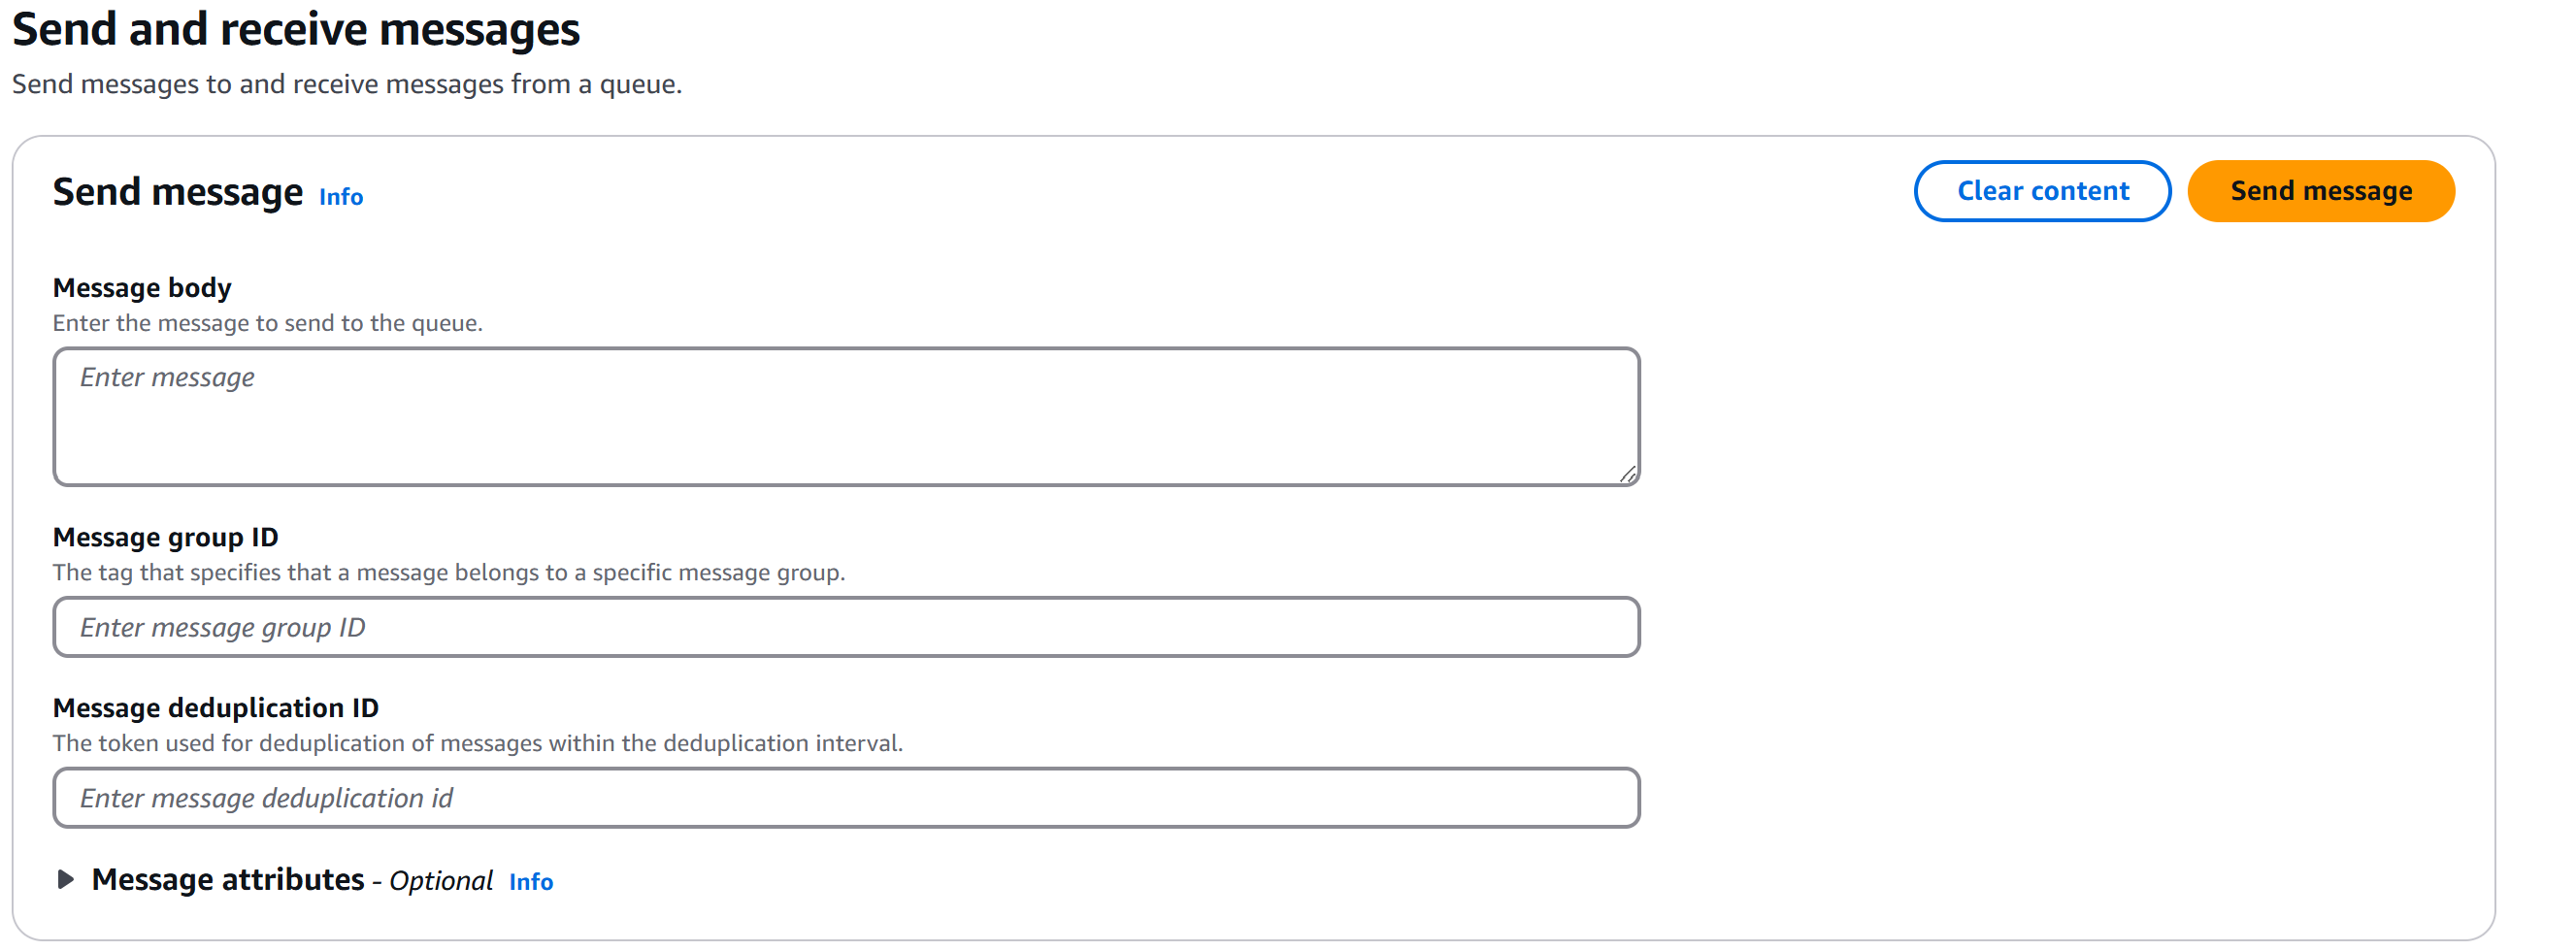 Send and receive messages
Send messages to and receive messages from a queue.
Send message Info
Clear content
Send message
Message body
Enter the message to send to the queue.
Enter message
Message group ID
The tag that specifies that a message belongs to a specific message group.
Enter message group ID
Message deduplication ID
The token used for deduplication of messages within the deduplication interval.
Enter message deduplication id
Message attributes - Optional Info